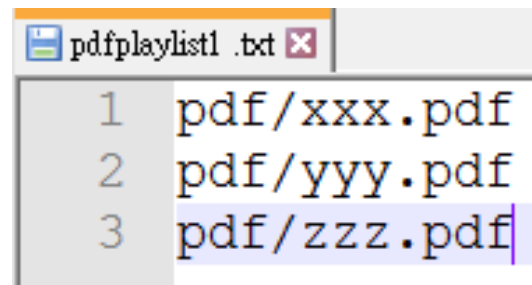 pdfplaylist1 .txt
1 pdf/xxx.pdf
2 pdf/yyy.pdf
3 pdf/zzz.pdf